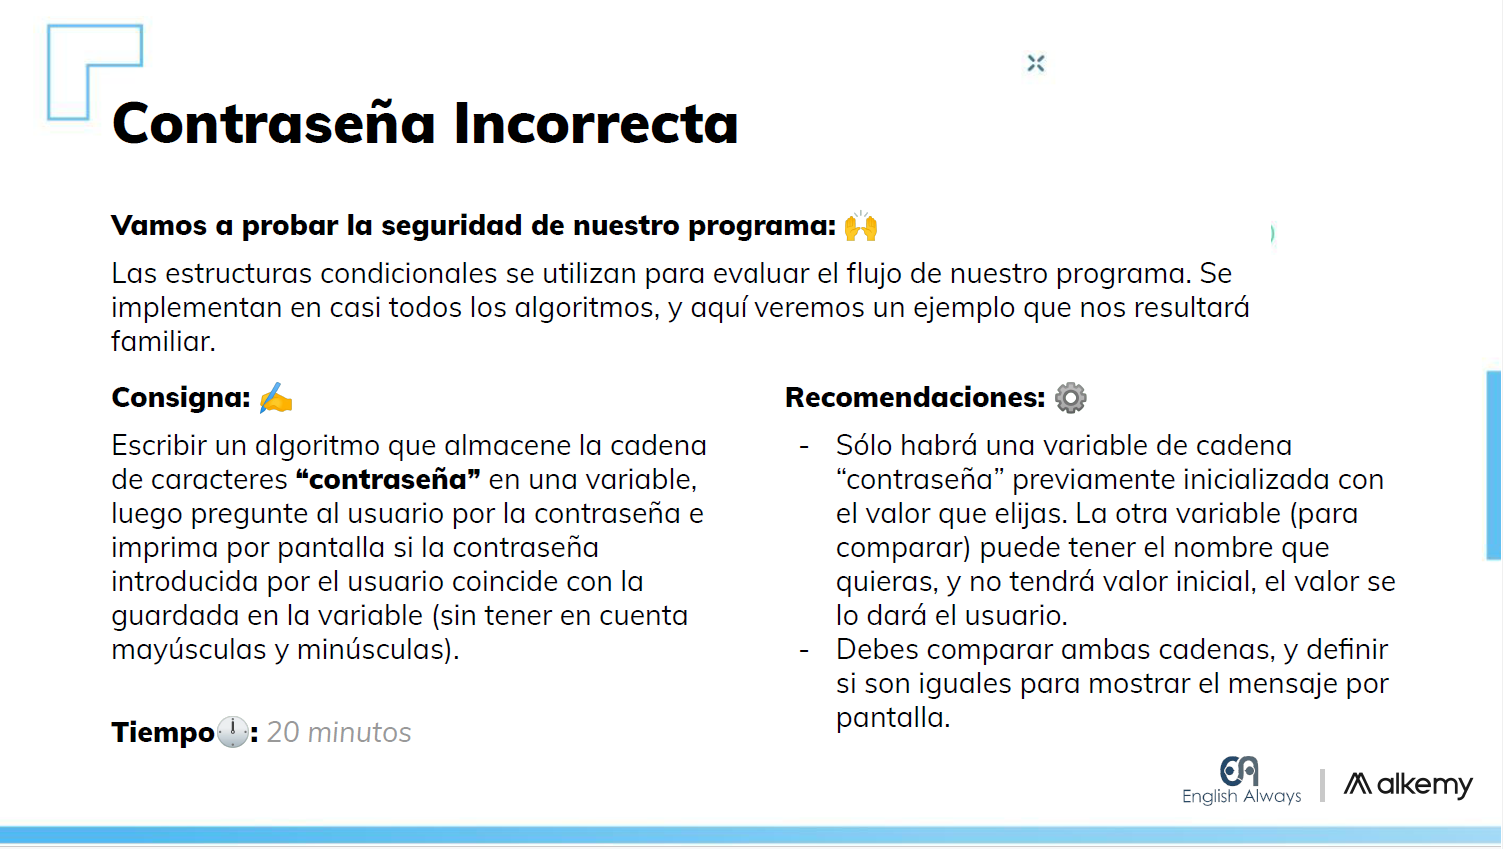 Contraseña Incorrecta
Vamos a probar la seguridad de nuestro programa: 🙌
Las estructuras condicionales se utilizan para evaluar el flujo de nuestro programa. Se
implementan en casi todos los algoritmos, y aquí veremos un ejemplo que nos resultará
familiar.
Consigna: ✍️
Escribir un algoritmo que almacene la cadena
de caracteres “contraseña” en una variable,
luego pregunte al usuario por la contraseña e
imprima por pantalla si la contraseña
introducida por el usuario coincide con la
guardada en la variable (sin tener en cuenta
mayúsculas y minúsculas).
Tiempo🕛: 20 minutos
Recomendaciones: ⚙️
- Sólo habrá una variable de cadena
“contraseña” previamente inicializada con
el valor que elijas. La otra variable (para
comparar) puede tener el nombre que
quieras, y no tendrá valor inicial, el valor se
lo dará el usuario.
- Debes comparar ambas cadenas, y definir
si son iguales para mostrar el mensaje por
pantalla.
EA
English Always
alkemy